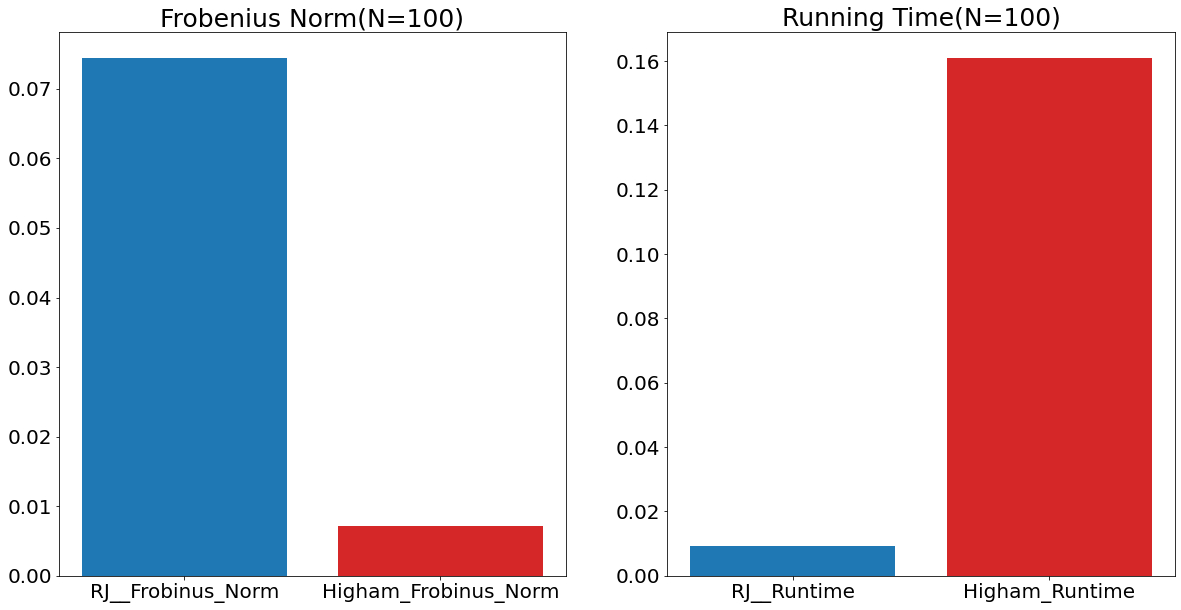 Frobenius Norm(N=100)
0.07
0.06
0.05
0.04
0.03
0.02
0.01
0.00
RJ__Frobinus_Norm
Higham_Frobinus_Norm
Running Time(N=100)
0.16
0.14
0.12
0.10
0.08
0.06
0.04
0.02
0.00
RJ__Runtime
Higham_Runtime